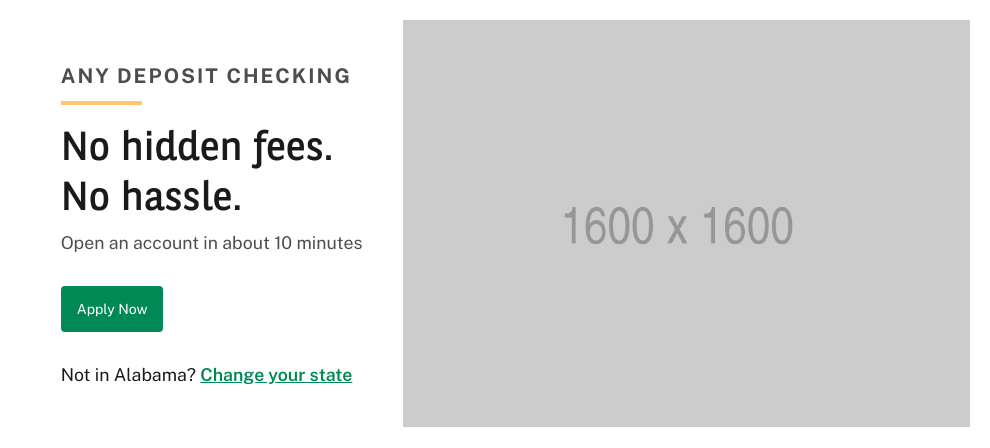 ANY DEPOSIT CHECKING
No hidden fees.
No hassle.
Open an account in about 10 minutes
Apply Now
Not in Alabama? Change your state
1600 x 1600